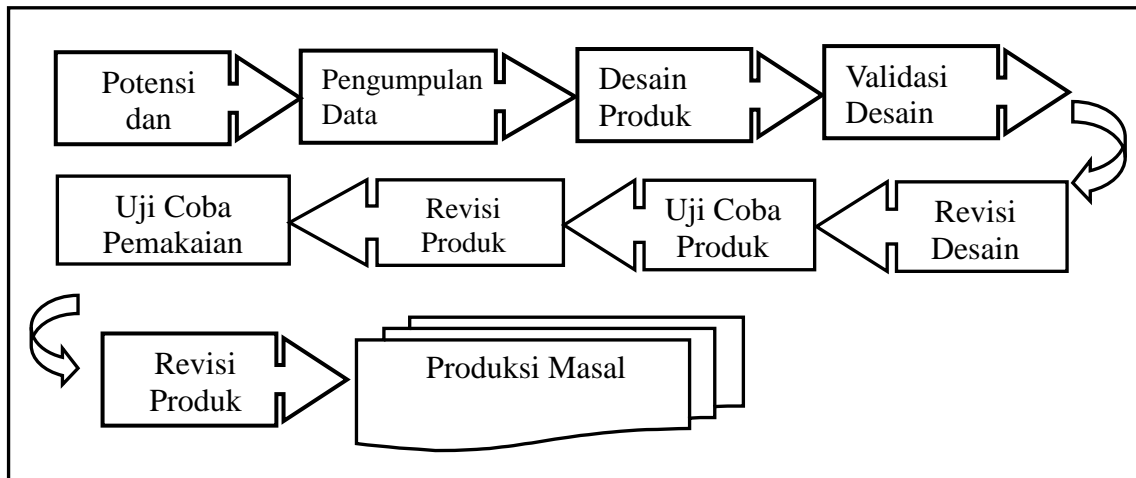 Potensi
dan
Pengumpulan
Data
Desain
Produk
Validasi
Desain
Revisi
Desain
Uji Coba
Produk
Revisi
Produk
Uji Coba
Pemakaian
Revisi
Produk
Produksi Masal